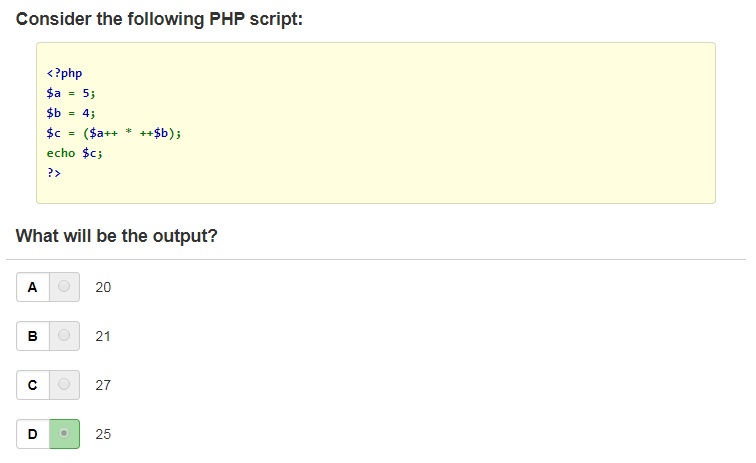 Consider the following PHP script:
<?php
$a = 5;
$b = 4;
$c = ($a++ * ++$b);
echo $c;
?>
What will be the output?
A 20
B 21
C 27
D 25